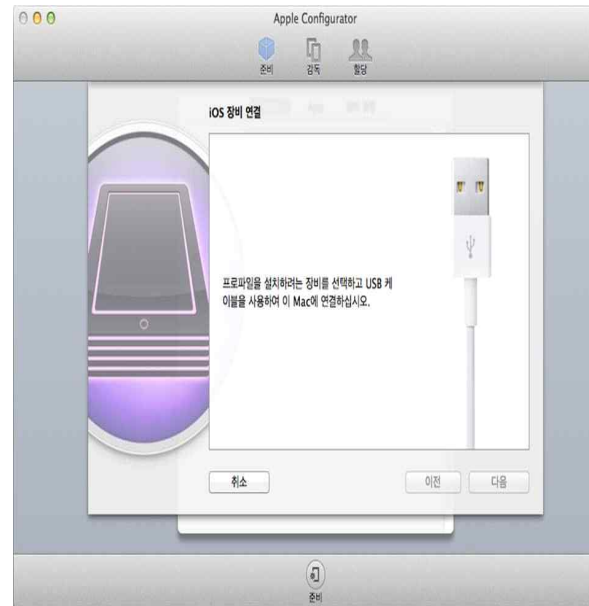 Apple Configurator
준비 감독 할당
iOS 장비 연결
프로파일을 설치하려는 장비를 선택하고 USB 케
이블을 사용하여 이 Mac에 연결하십시오.
취소 이전 다음
준비